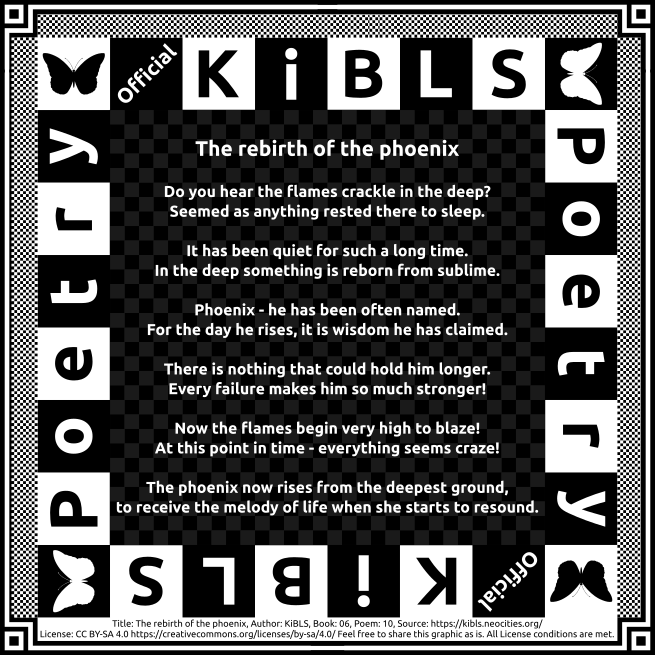 Official KiBLS
Poetry
Poetry
The rebirth of the phoenix
Do you hear the flames crackle in the deep?
Seemed as anything rested there to sleep.
It has been quiet for such a long time.
In the deep something is reborn from sublime.
Phoenix - he has been often named.
For the day he rises, it is wisdom he has claimed.
There is nothing that could hold him longer.
Every failure makes him so much stronger!
Now the flames begin very high to blaze!
At this point in time - everything seems craze!
The phoenix now rises from the deepest ground,
to receive the melody of life when she starts to resound.
Official KiBLS
Title: The rebirth of the phoenix, Author: KiBLS, Book: 06, Poem: 10, Source: https://kibls.neocities.org/
License: CC BY-SA 4.0 https://creativecommons.org/licenses/by-sa/4.0/ Feel free to share this graphic as is. All License conditions are met.